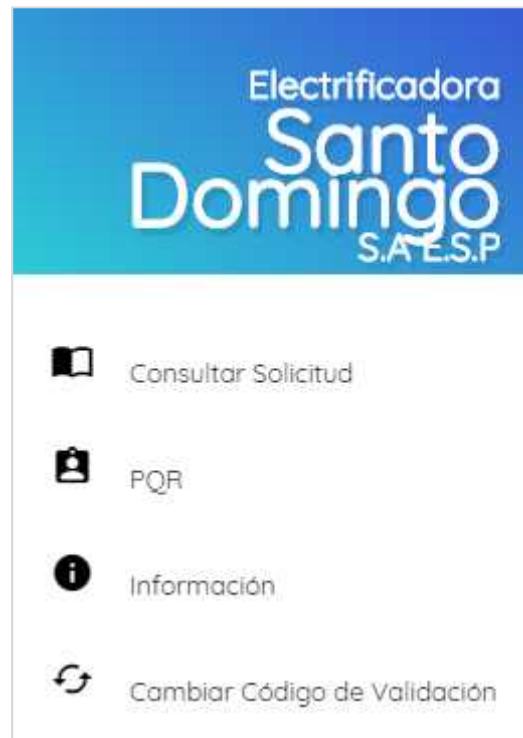 Electrificadora
Santo
Domingo
S.A E.S.P
Consultar Solicitud
PQR
Información
Cambiar Código de Validación